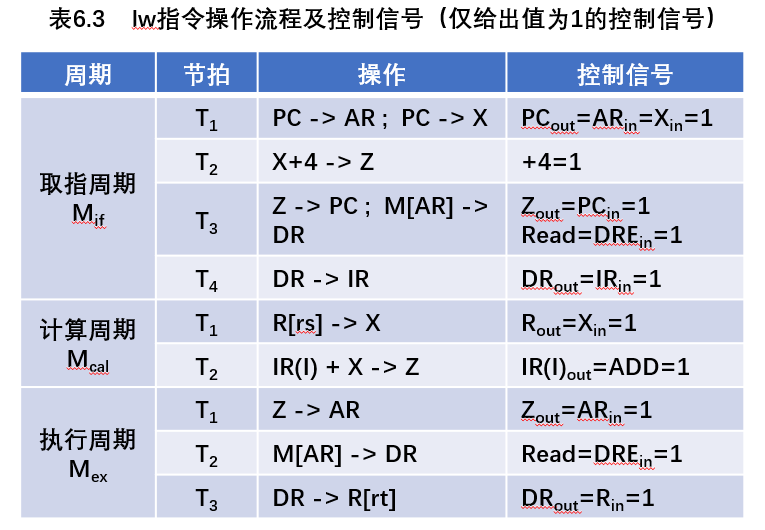 表6.3 lw指令操作流程及控制信号（仅给出值为1的控制信号）
周期 节拍 操作 控制信号
取指周期
Mif
T1 PC -> AR ; PC -> X PCout=ARin=Xin=1
T2 X+4 -> Z +4=1
T3 Z -> PC ; M[AR] -> DR Zout=PCin=1
Read=DREin=1
T4 DR -> IR DRout=IRin=1
计算周期
Mcal
T1 R[rs] -> X Rout=Xin=1
T2 IR(I) + X -> Z IR(I)out=ADD=1
执行周期
Mex
T1 Z -> AR Zout=ARin=1
T2 M[AR] -> DR Read=DREin=1
T3 DR -> R[rt] DRout=Rin=1